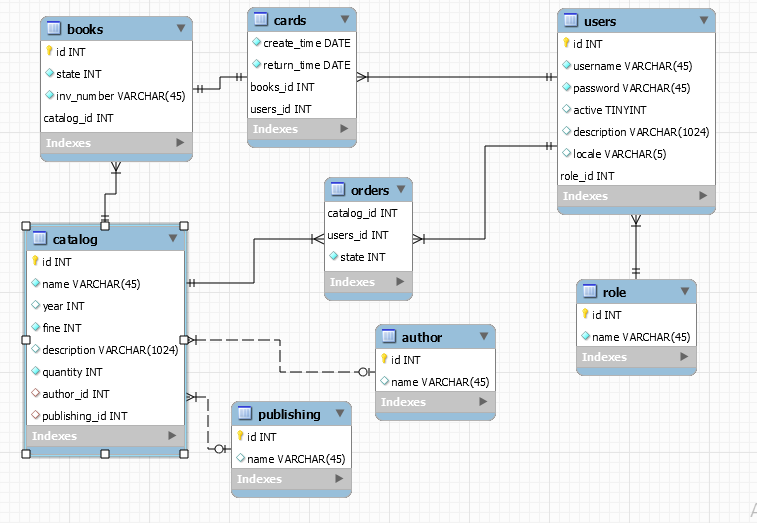 books
id INT
state INT
inv_number VARCHAR(45)
catalog_id INT
Indexes
cards
create_time DATE
return_time DATE
books_id INT
users_id INT
Indexes
users
id INT
username VARCHAR(45)
password VARCHAR(45)
active TINYINT
description VARCHAR(1024)
locale VARCHAR(5)
role_id INT
Indexes
orders
catalog_id INT
users_id INT
state INT
Indexes
catalog
id INT
name VARCHAR(45)
year INT
fine INT
description VARCHAR(1024)
quantity INT
author_id INT
publishing_id INT
Indexes
role
id INT
name VARCHAR(45)
Indexes
author
id INT
name VARCHAR(45)
Indexes
publishing
id INT
name VARCHAR(45)
Indexes